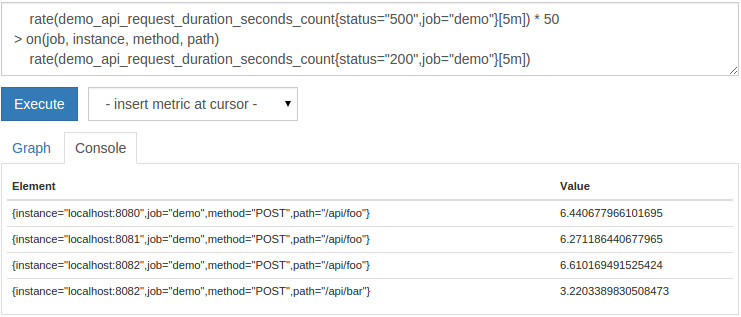 rate(demo_api_request_duration_seconds_count{status="500",job="demo"}[5m]) * 50
> on(job, instance, method, path)
rate(demo_api_request_duration_seconds_count{status="200",job="demo"}[5m])
Execute - insert metric at cursor -
Graph Console
Element Value
{instance="localhost:8080",job="demo",method="POST",path="/api/foo"} 6.440677966101695
{instance="localhost:8081",job="demo",method="POST",path="/api/foo"} 6.271186440677965
{instance="localhost:8082",job="demo",method="POST",path="/api/foo"} 6.610169491525424
{instance="localhost:8082",job="demo",method="POST",path="/api/bar"} 3.2203389830508473